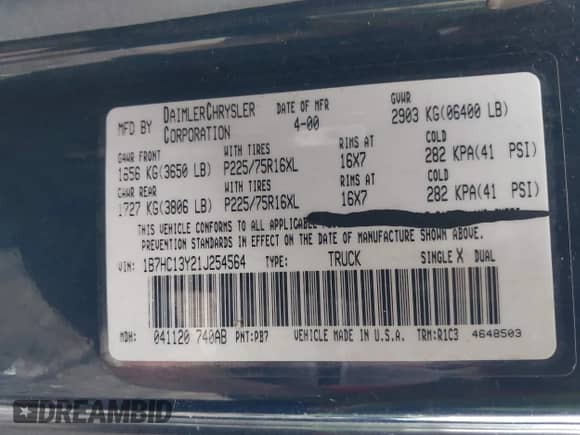 MFD BY DAIMLERCHRYSLER CORPORATION DATE OF MFR 4-00 GVWR 2903 KG(06400 LB)
GAWR FRONT WITH TIRES RIMS AT COLD
1656 KG(3650 LB) P225/75R16XL 16X7 282 KPA(41 PSI)
GAWR REAR WITH TIRES RIMS AT COLD
1727 KG(3806 LB) P225/75R16XL 16X7 282 KPA(41 PSI)
THIS VEHICLE CONFORMS TO ALL APPLICABLE
PREVENTION STANDARDS IN EFFECT ON THE DATE OF MANUFACTURE SHOWN ABOVE.
VIN: 1B7HC13Y21J254564 TYPE: TRUCK SINGLE X DUAL
MDH: 041120 740AB PNT:PB7 VEHICLE MADE IN U.S.A. TRM:R1C3 4648503
DREAMBID